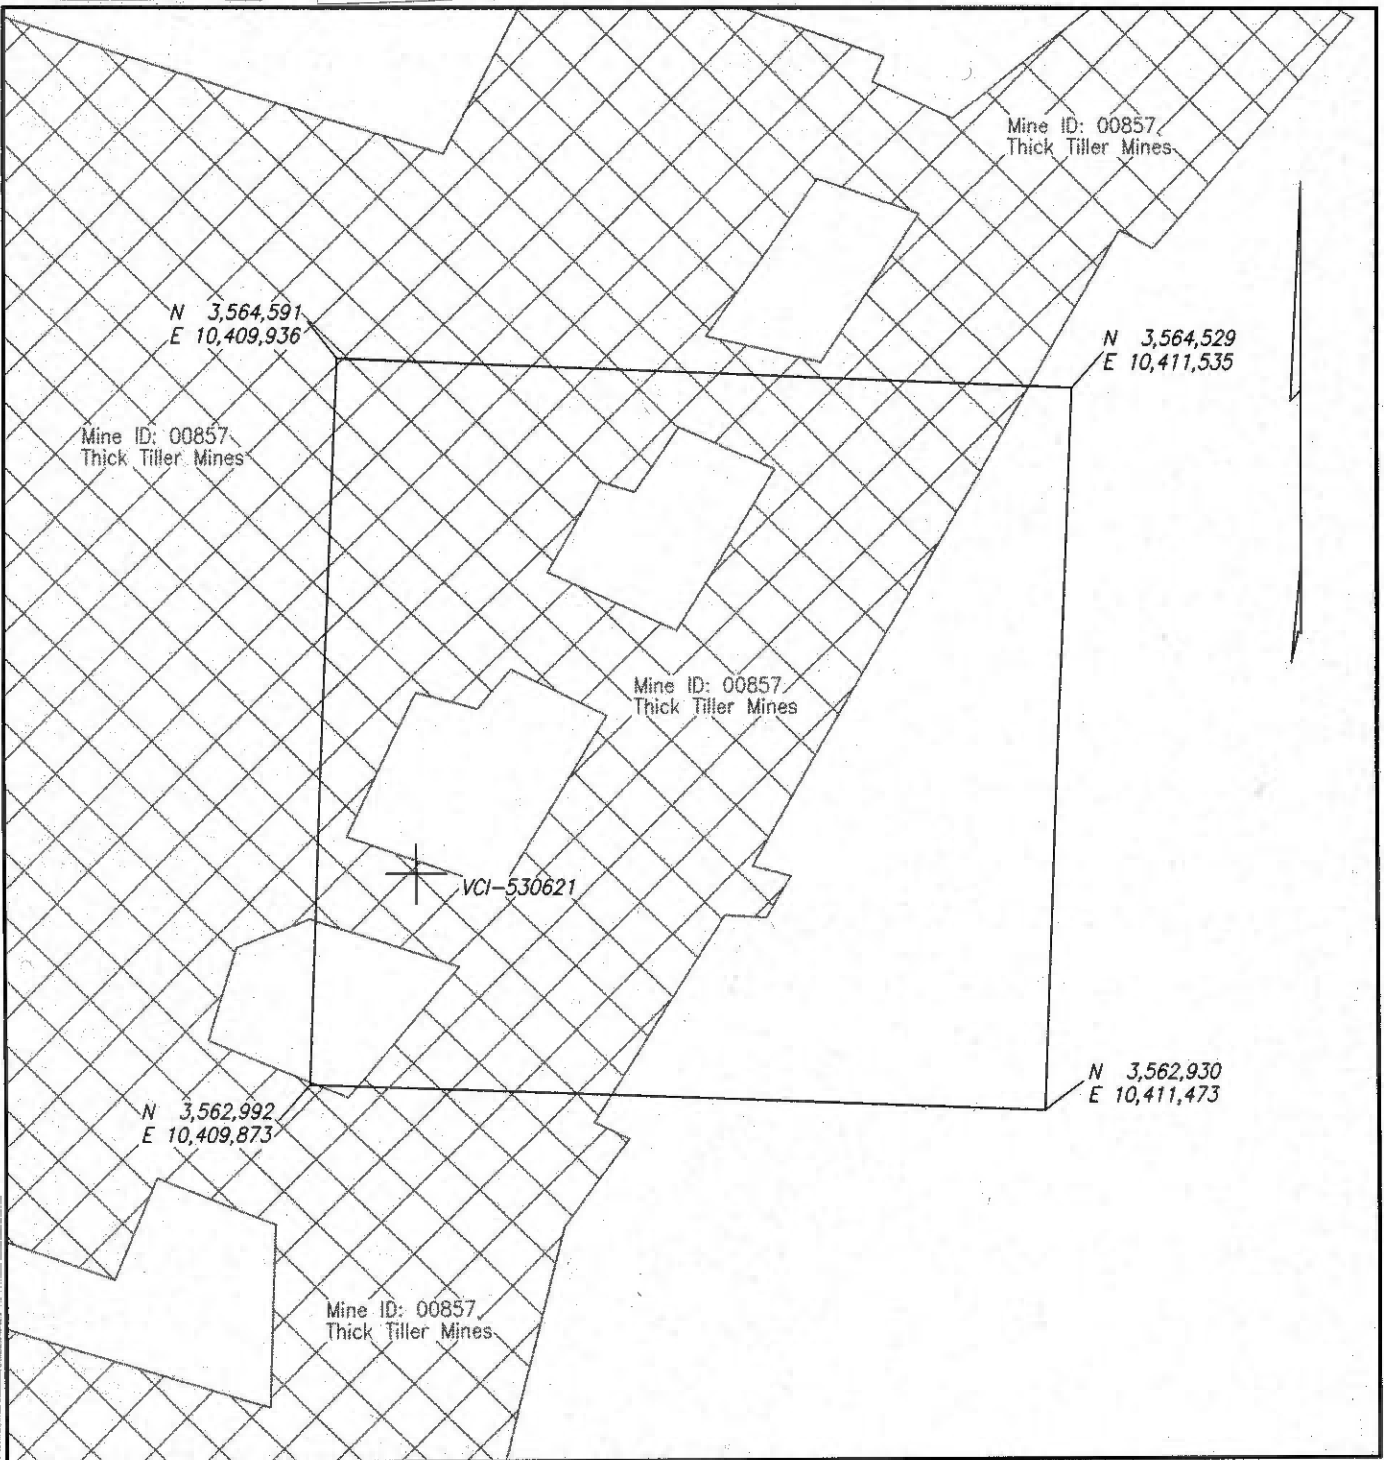 Mine ID: 00857
Thick Tiller Mines
N 3,564,591
E 10,409,936
N 3,564,529
E 10,411,535
Mine ID: 00857
Thick Tiller Mines
Mine ID: 00857
Thick Tiller Mines
VCI-530621
N 3,562,930
E 10,411,473
N 3,562,992
E 10,409,873
Mine ID: 00857
Thick Tiller Mines